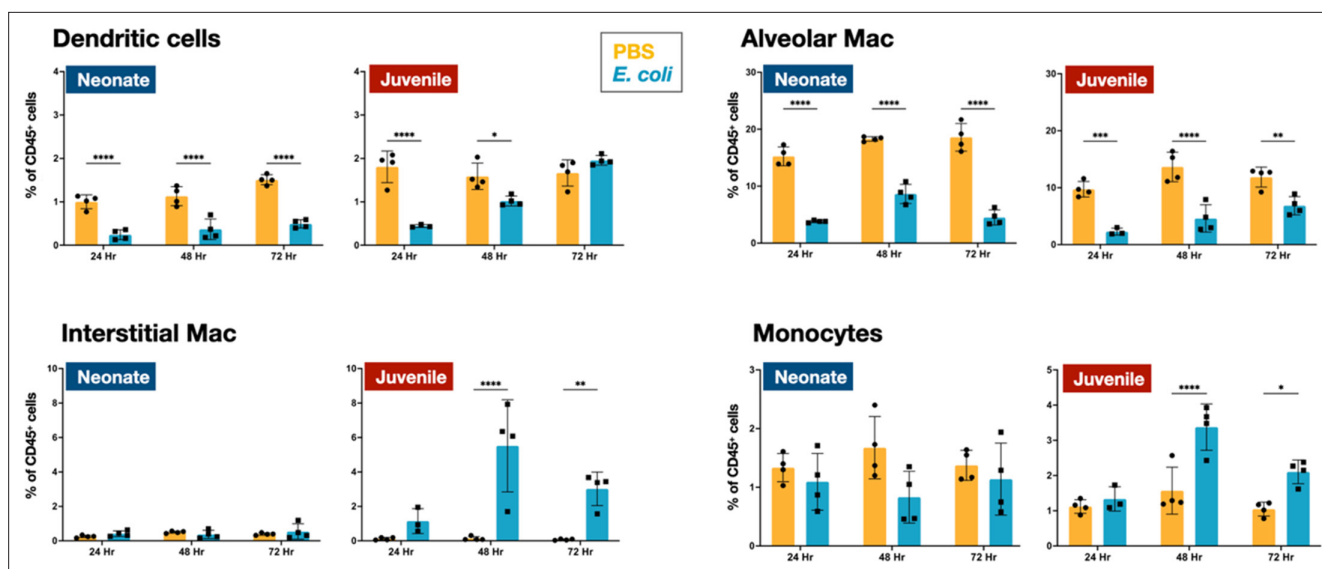 Dendritic cells
PBS
E. coli
Alveolar Mac
Neonate
Juvenile
Neonate
Juvenile
% of CD45+ cells
4
3
2
1
0
****
****
****
24 Hr
48 Hr
72 Hr
4
3
2
1
0
****
*
24 Hr
48 Hr
72 Hr
% of CD45+ cells
30
20
10
0
****
****
****
24 Hr
48 Hr
72 Hr
30
20
10
0
***
****
**
24 Hr
48 Hr
72 Hr
Interstitial Mac
Monocytes
Neonate
Juvenile
Neonate
Juvenile
% of CD45+ cells
10
8
6
4
2
0
24 Hr
48 Hr
72 Hr
10
8
6
4
2
0
****
**
24 Hr
48 Hr
72 Hr
% of CD45+ cells
3
2
1
0
24 Hr
48 Hr
72 Hr
5
4
3
2
1
0
****
*
24 Hr
48 Hr
72 Hr